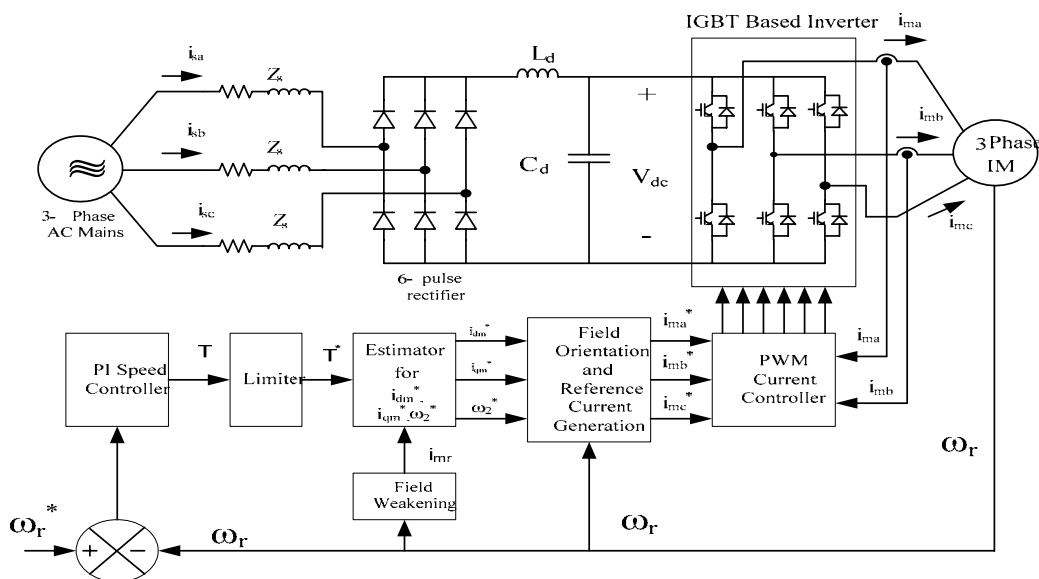 IGBT Based Inverter
i_ma
i_sa
Z_s
L_d
+
i_mb
i_sb
Z_s
C_d
V_dc
3 Phase
IM
3- Phase
AC Mains
i_sc
Z_s
-
i_mc
6- pulse
rectifier
PI Speed
Controller
T
Limiter
T*
Estimator
for
i_dm*,
i_qm*,ω_2*
i_dm*
i_qm*
ω_2*
Field
Orientation
and
Reference
Current
Generation
i_ma*
i_mb*
i_mc*
PWM
Current
Controller
i_ma
i_mb
ω_r
i_mr
Field
Weakening
ω_r*
+
-
ω_r
ω_r